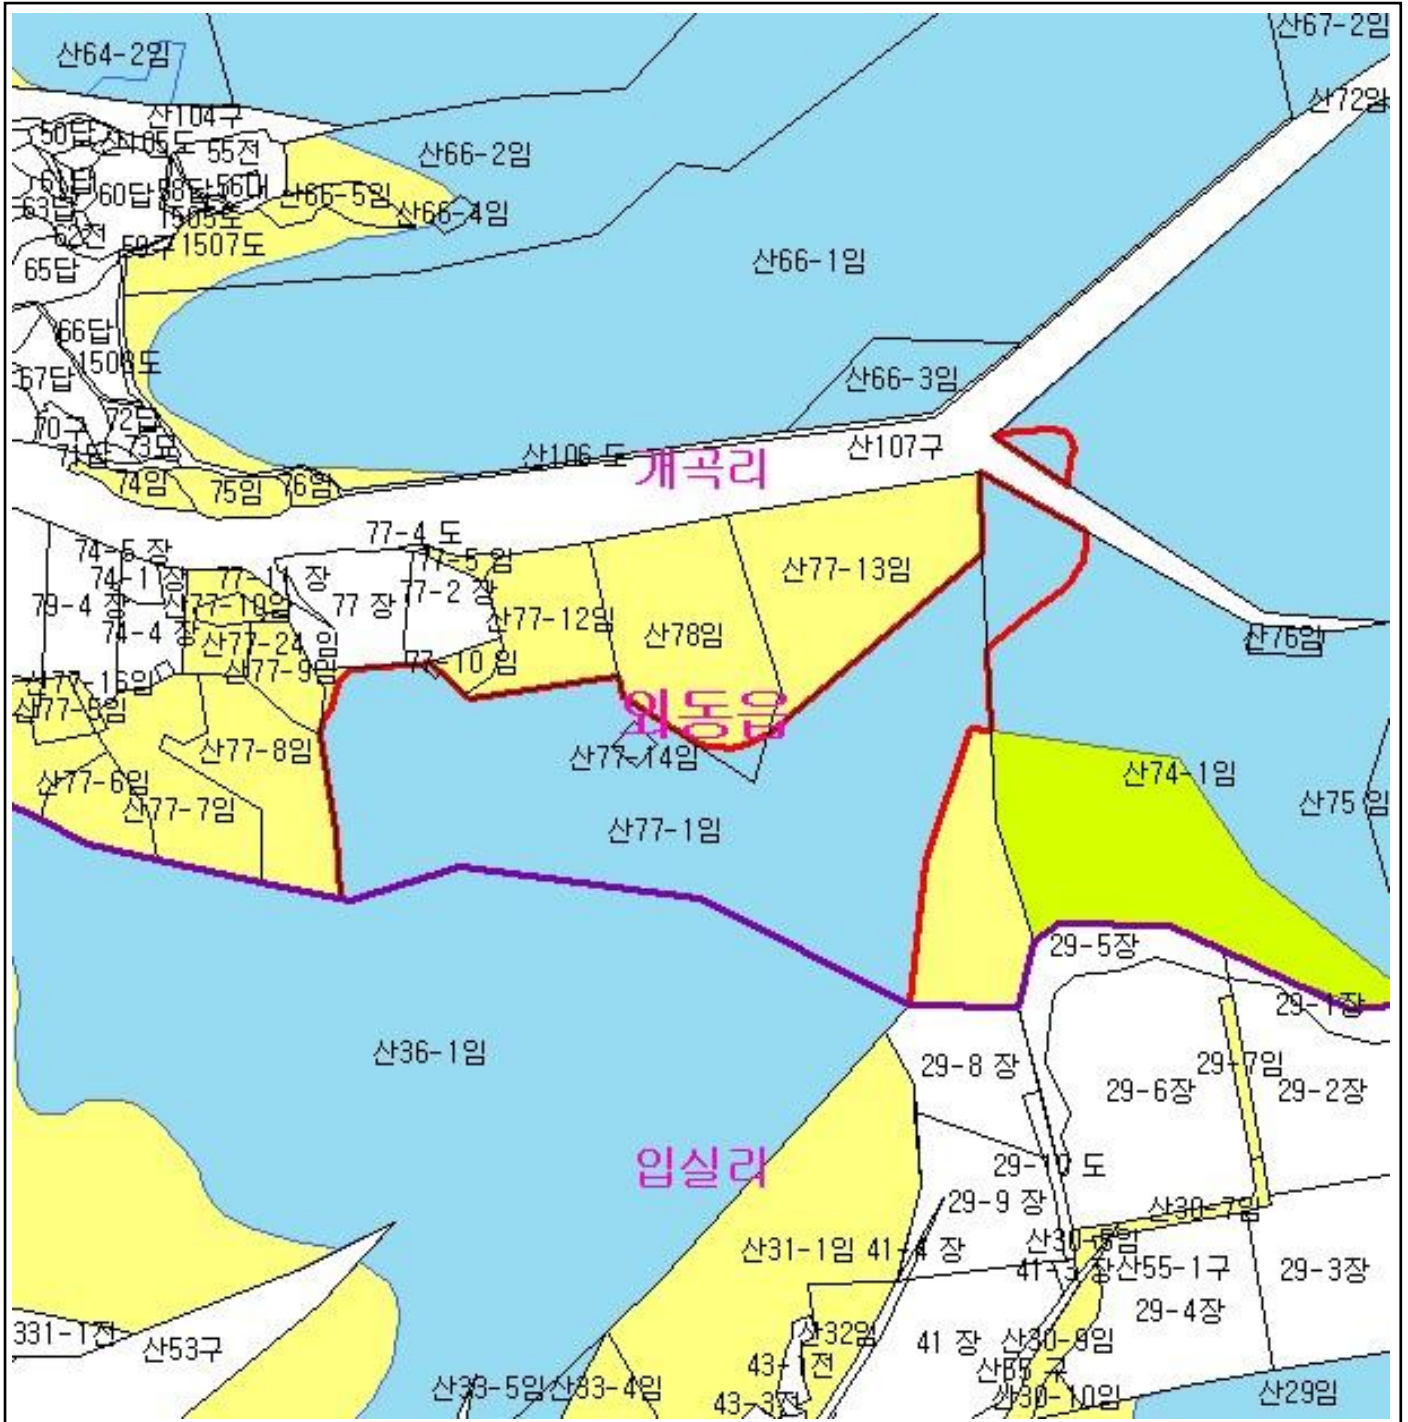 산64-2임
산67-2임
산72임
산104구
50답
산105도
55전
산66-2임
60답
58답
56대
산66-5임
산66-4임
63답
1505도
1507도
65답
산66-1임
66답
1508도
67답
산66-3임
72답
70구
73도
산106 도
산107구
개곡리
74임
75임
76임
77-4 도
74-5 장
77-5 임
74-11장
77-11 장
산77-13임
79-4 장
산77-10임
77 장
77-2 장
산77-12임
74-4 장
산77-24 임
산78임
산76임
77-10 임
산77-9임
산77-16임
산77-5임
외동읍
산77-8임
산77-14임
산74-1임
산77-6임
산77-7임
산75 임
산77-1임
29-5장
29-1장
산36-1임
29-8 장
29-7임
29-6장
29-2장
입실리
29-10 도
29-9 장
산30-7임
산31-1임
41-4 장
산30-5임
41-3 장
산55-1구
29-3장
29-4장
331-1전
산53구
산32임
41 장
산30-9임
43-1전
산55 구
산33-5임
산33-4임
43-3전
산30-10임
산29임